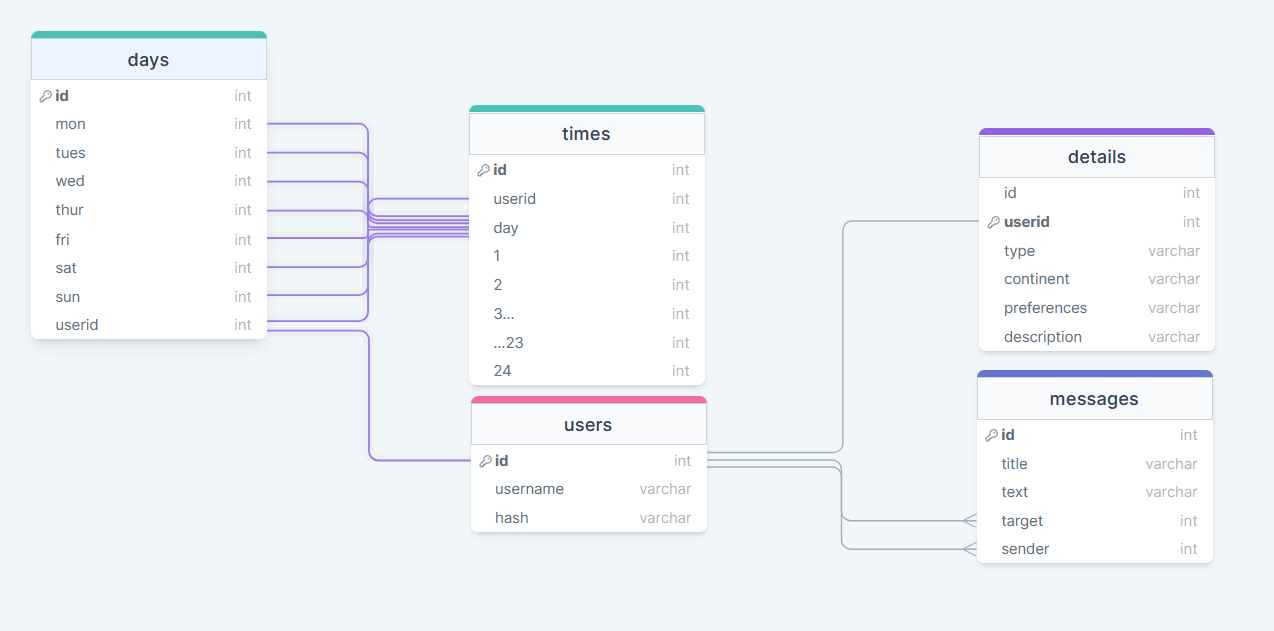 days
id int
mon int
tues int
wed int
thur int
fri int
sat int
sun int
userid int
times
id int
userid int
day int
1 int
2 int
3... int
...23 int
24 int
users
id int
username varchar
hash varchar
details
id int
userid int
type varchar
continent varchar
preferences varchar
description varchar
messages
id int
title varchar
text varchar
target int
sender int